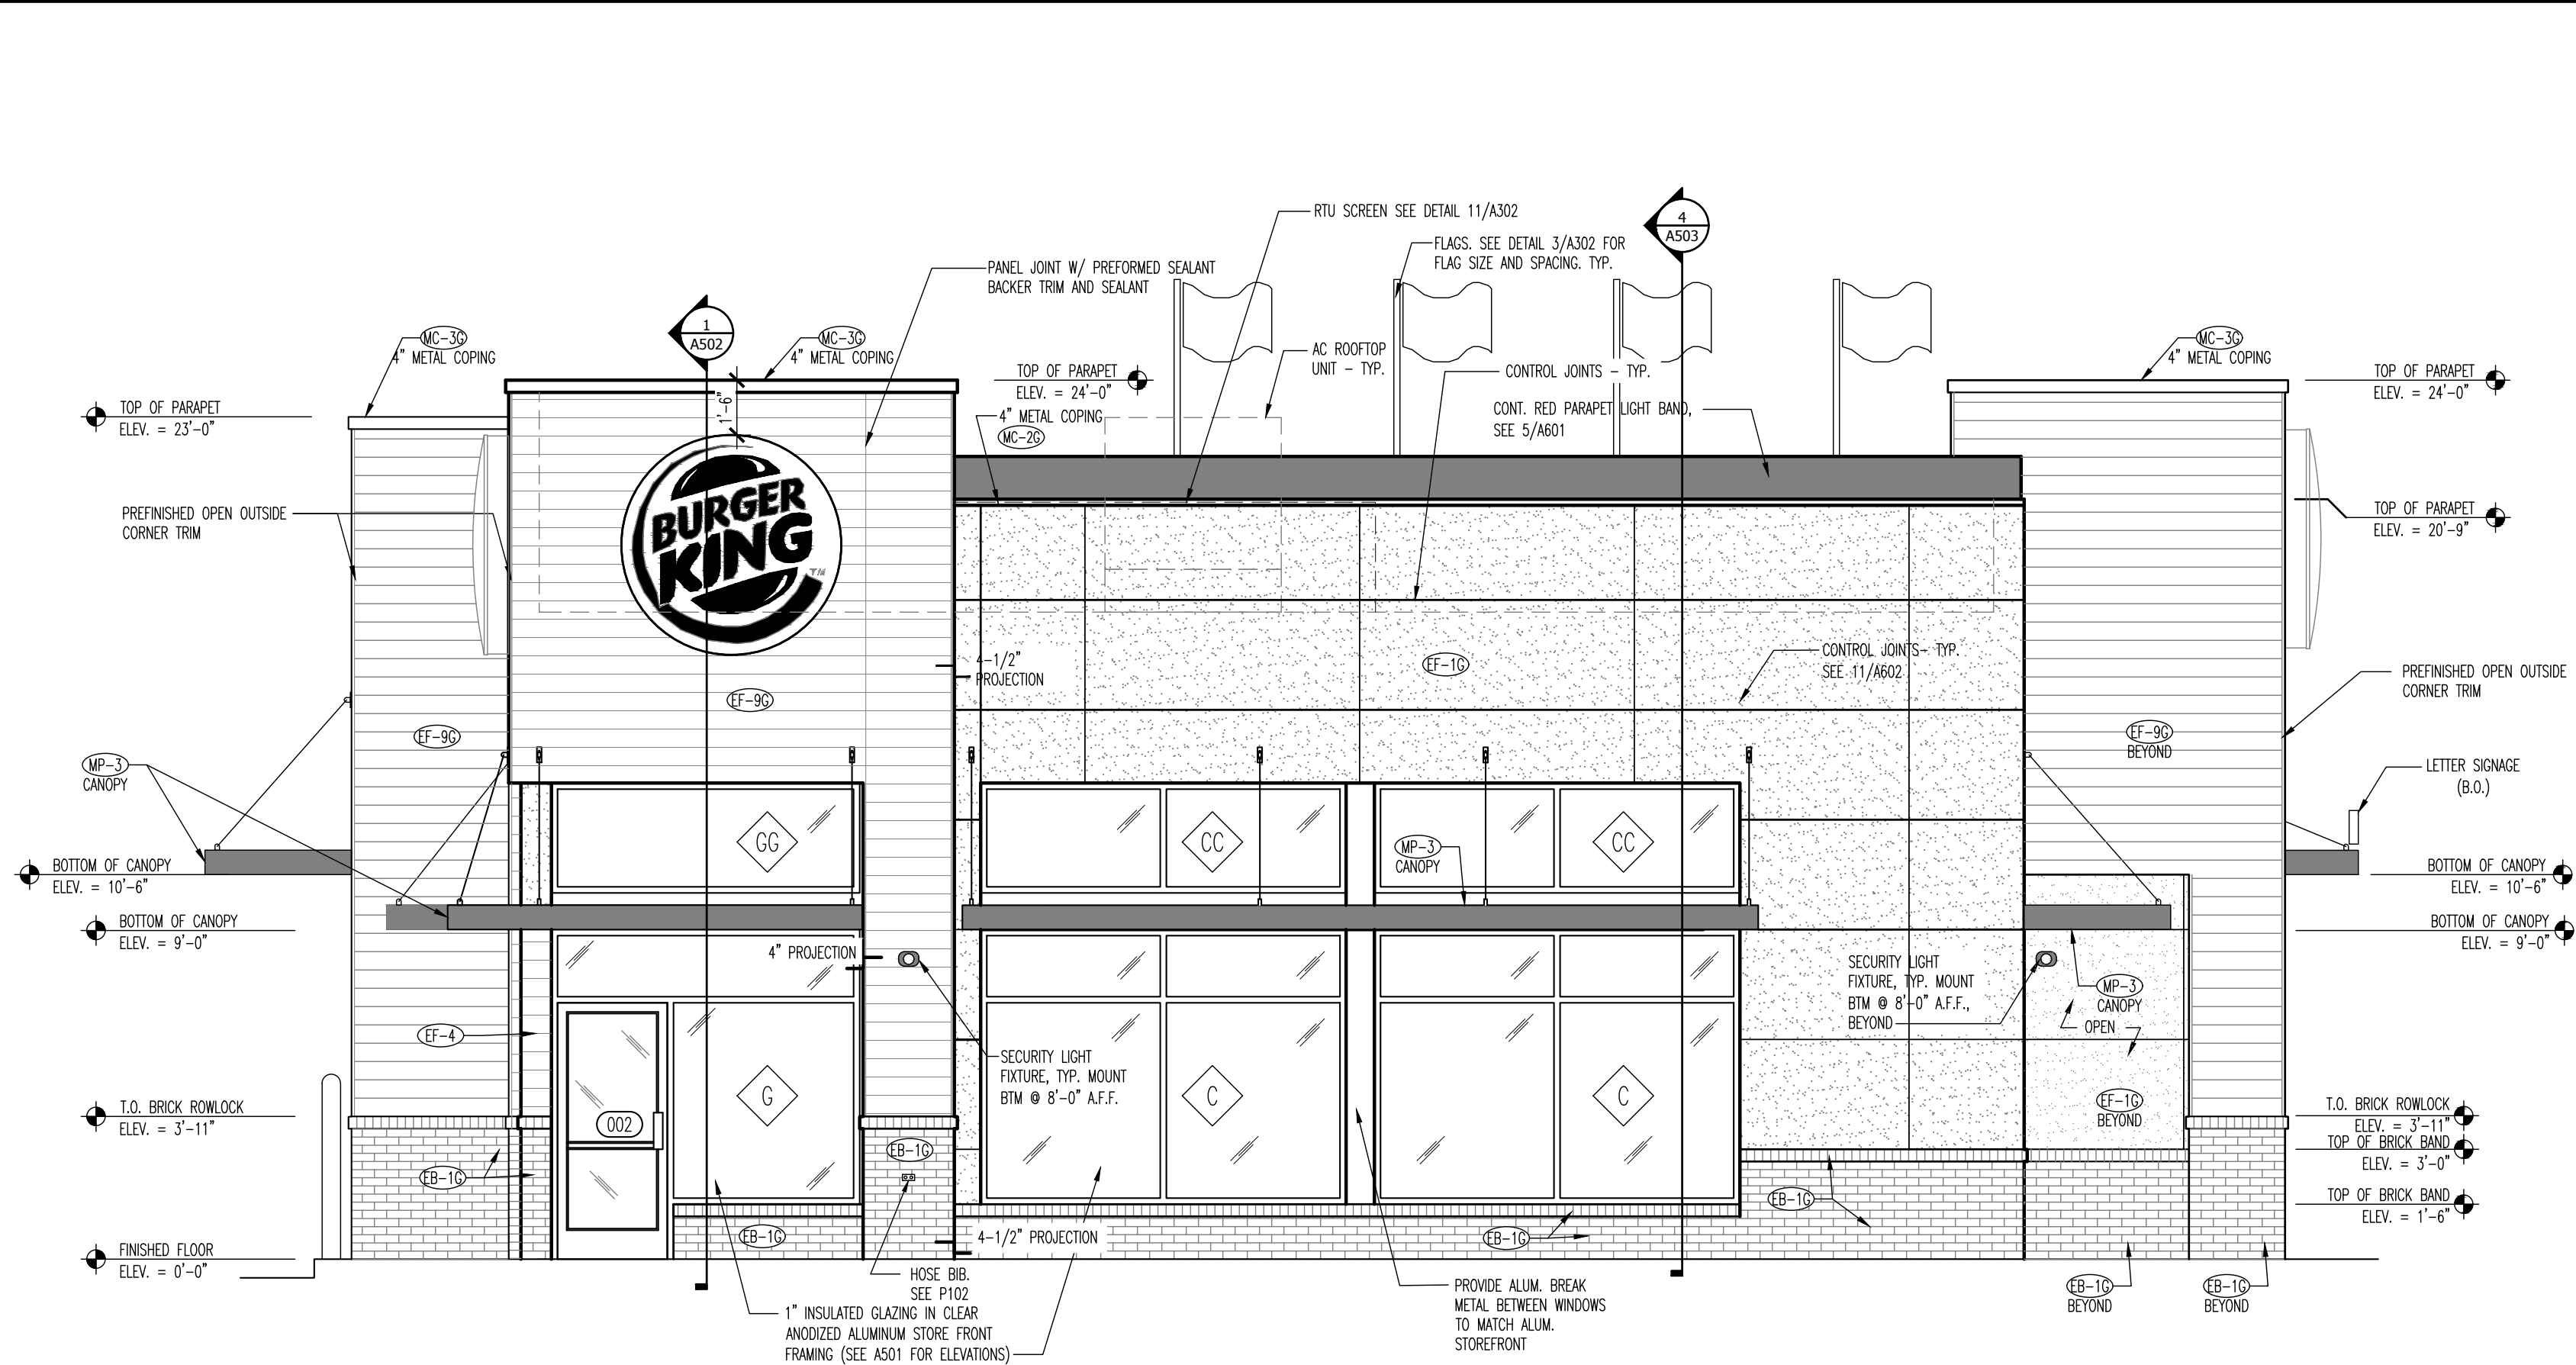 RTU SCREEN SEE DETAIL 11/A302
4
A503
FLAGS. SEE DETAIL 3/A302 FOR
FLAG SIZE AND SPACING. TYP.
PANEL JOINT W/ PREFORMED SEALANT
BACKER TRIM AND SEALANT
1
A502
MC-3G
4" METAL COPING
MC-3G
4" METAL COPING
AC ROOFTOP
UNIT - TYP.
MC-3G
4" METAL COPING
TOP OF PARAPET
ELEV. = 24'-0"
CONTROL JOINTS - TYP.
TOP OF PARAPET
ELEV. = 24'-0"
TOP OF PARAPET
ELEV. = 23'-0"
1'-6"
4" METAL COPING
MC-2G
CONT. RED PARAPET LIGHT BAND,
SEE 5/A601
BURGER
KING
TM
PREFINISHED OPEN OUTSIDE
CORNER TRIM
TOP OF PARAPET
ELEV. = 20'-9"
4-1/2"
PROJECTION
EF-1G
CONTROL JOINTS- TYP.
SEE 11/A602
PREFINISHED OPEN OUTSIDE
CORNER TRIM
EF-9G
EF-9G
EF-9G
BEYOND
MP-3
CANOPY
LETTER SIGNAGE
(B.O.)
GG
CC
MP-3
CANOPY
CC
BOTTOM OF CANOPY
ELEV. = 10'-6"
BOTTOM OF CANOPY
ELEV. = 10'-6"
BOTTOM OF CANOPY
ELEV. = 9'-0"
BOTTOM OF CANOPY
ELEV. = 9'-0"
4" PROJECTION
SECURITY LIGHT
FIXTURE, TYP. MOUNT
BTM @ 8'-0" A.F.F.,
BEYOND
MP-3
CANOPY
OPEN
EF-4
SECURITY LIGHT
FIXTURE, TYP. MOUNT
BTM @ 8'-0" A.F.F.
G
C
C
EF-1G
BEYOND
002
T.O. BRICK ROWLOCK
ELEV. = 3'-11"
T.O. BRICK ROWLOCK
ELEV. = 3'-11"
TOP OF BRICK BAND
ELEV. = 3'-0"
TOP OF BRICK BAND
ELEV. = 1'-6"
EB-1G
EB-1G
EB-1G
EB-1G
EB-1G
4-1/2" PROJECTION
FINISHED FLOOR
ELEV. = 0'-0"
HOSE BIB.
SEE P102
1" INSULATED GLAZING IN CLEAR
ANODIZED ALUMINUM STORE FRONT
FRAMING (SEE A501 FOR ELEVATIONS)
PROVIDE ALUM. BREAK
METAL BETWEEN WINDOWS
TO MATCH ALUM.
STOREFRONT
EB-1G
BEYOND
EB-1G
BEYOND